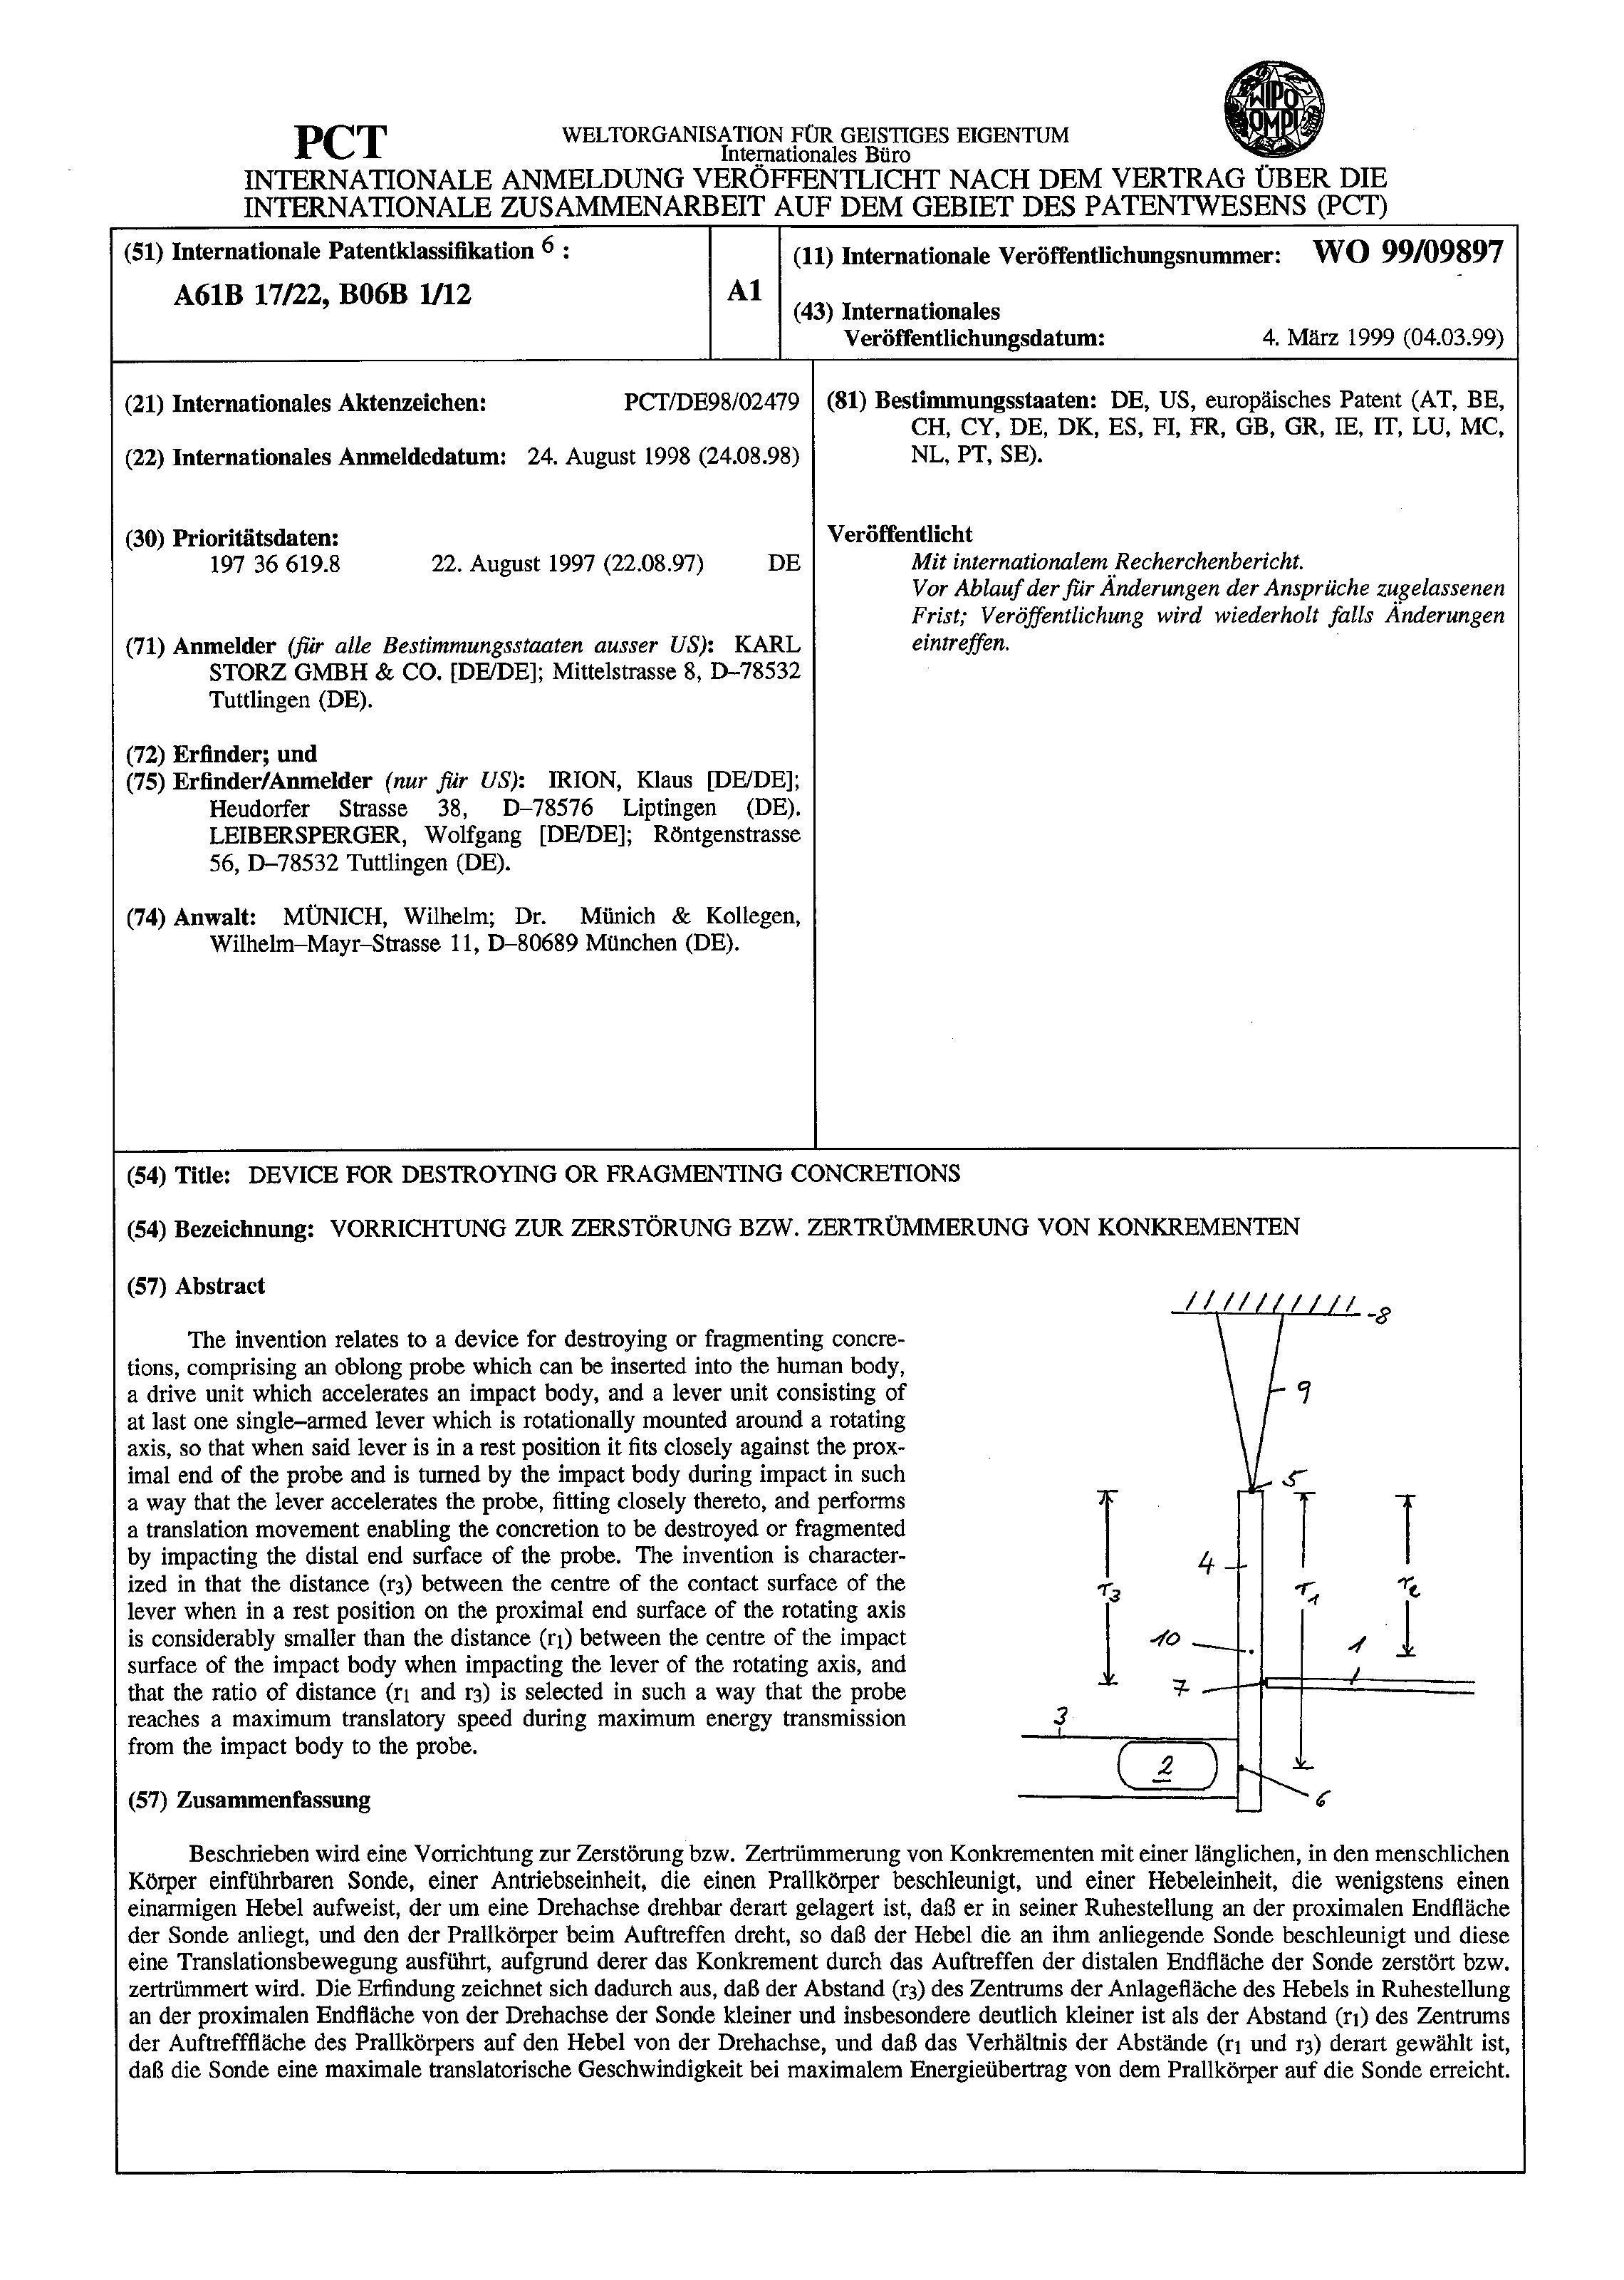 WIPO
OMPI
PCT
WELTORGANISATION FÜR GEISTIGES EIGENTUM
Internationales Büro
INTERNATIONALE ANMELDUNG VERÖFFENTLICHT NACH DEM VERTRAG ÜBER DIE
INTERNATIONALE ZUSAMMENARBEIT AUF DEM GEBIET DES PATENTWESENS (PCT)
(51) Internationale Patentklassifikation 6 :
A61B 17/22, B06B 1/12
A1
(11) Internationale Veröffentlichungsnummer: WO 99/09897
(43) Internationales
Veröffentlichungsdatum: 4. März 1999 (04.03.99)
(21) Internationales Aktenzeichen: PCT/DE98/02479
(22) Internationales Anmeldedatum: 24. August 1998 (24.08.98)
(30) Prioritätsdaten:
197 36 619.8 22. August 1997 (22.08.97) DE
(71) Anmelder (für alle Bestimmungsstaaten ausser US): KARL
STORZ GMBH & CO. [DE/DE]; Mittelstrasse 8, D–78532
Tuttlingen (DE).
(72) Erfinder; und
(75) Erfinder/Anmelder (nur für US): IRION, Klaus [DE/DE];
Heudorfer Strasse 38, D–78576 Liptingen (DE).
LEIBERSPERGER, Wolfgang [DE/DE]; Röntgenstrasse
56, D–78532 Tuttlingen (DE).
(74) Anwalt: MÜNICH, Wilhelm; Dr. Münich & Kollegen,
Wilhelm–Mayr–Strasse 11, D–80689 München (DE).
(81) Bestimmungsstaaten: DE, US, europäisches Patent (AT, BE,
CH, CY, DE, DK, ES, FI, FR, GB, GR, IE, IT, LU, MC,
NL, PT, SE).
Veröffentlicht
Mit internationalem Recherchenbericht.
Vor Ablauf der für Änderungen der Ansprüche zugelassenen
Frist; Veröffentlichung wird wiederholt falls Änderungen
eintreffen.
(54) Title: DEVICE FOR DESTROYING OR FRAGMENTING CONCRETIONS
(54) Bezeichnung: VORRICHTUNG ZUR ZERSTÖRUNG BZW. ZERTRÜMMERUNG VON KONKREMENTEN
(57) Abstract
The invention relates to a device for destroying or fragmenting concre-
tions, comprising an oblong probe which can be inserted into the human body,
a drive unit which accelerates an impact body, and a lever unit consisting of
at last one single–armed lever which is rotationally mounted around a rotating
axis, so that when said lever is in a rest position it fits closely against the prox-
imal end of the probe and is turned by the impact body during impact in such
a way that the lever accelerates the probe, fitting closely thereto, and performs
a translation movement enabling the concretion to be destroyed or fragmented
by impacting the distal end surface of the probe. The invention is character-
ized in that the distance (r3) between the centre of the contact surface of the
lever when in a rest position on the proximal end surface of the rotating axis
is considerably smaller than the distance (r1) between the centre of the impact
surface of the impact body when impacting the lever of the rotating axis, and
that the ratio of distance (r1 and r3) is selected in such a way that the probe
reaches a maximum translatory speed during maximum energy transmission
from the impact body to the probe.
8
9
5
4
r3
r1
r2
10
1
7
3
2
6
(57) Zusammenfassung
Beschrieben wird eine Vorrichtung zur Zerstörung bzw. Zertrümmerung von Konkrementen mit einer länglichen, in den menschlichen
Körper einführbaren Sonde, einer Antriebseinheit, die einen Prallkörper beschleunigt, und einer Hebeleinheit, die wenigstens einen
einarmigen Hebel aufweist, der um eine Drehachse drehbar derart gelagert ist, daß er in seiner Ruhestellung an der proximalen Endfläche
der Sonde anliegt, und den der Prallkörper beim Auftreffen dreht, so daß der Hebel die an ihm anliegende Sonde beschleunigt und diese
eine Translationsbewegung ausführt, aufgrund derer das Konkrement durch das Auftreffen der distalen Endfläche der Sonde zerstört bzw.
zertrümmert wird. Die Erfindung zeichnet sich dadurch aus, daß der Abstand (r3) des Zentrums der Anlagefläche des Hebels in Ruhestellung
an der proximalen Endfläche von der Drehachse der Sonde kleiner und insbesondere deutlich kleiner ist als der Abstand (r1) des Zentrums
der Auftrefffläche des Prallkörpers auf den Hebel von der Drehachse, und daß das Verhältnis der Abstände (r1 und r3) derart gewählt ist,
daß die Sonde eine maximale translatorische Geschwindigkeit bei maximalem Energieübertrag von dem Prallkörper auf die Sonde erreicht.